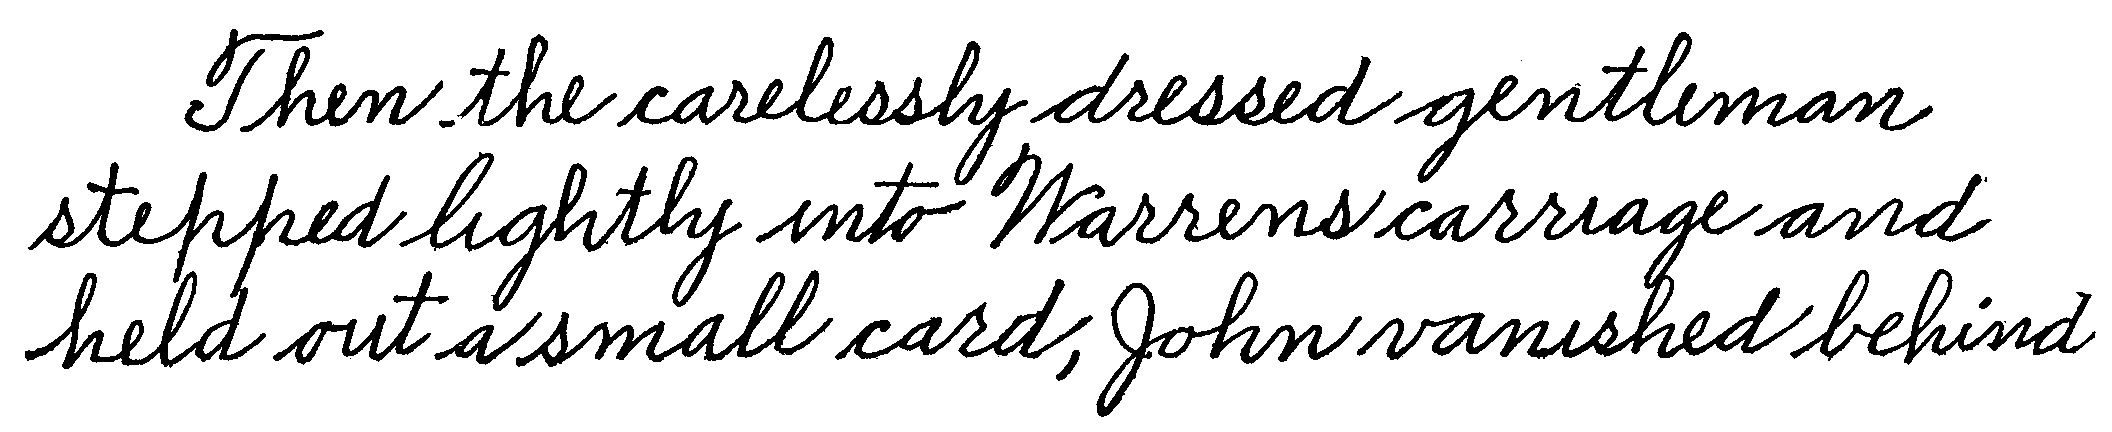 Then the carelessly dressed gentleman
stepped lightly into Warrens carriage and
held out a small card, John vanished behind